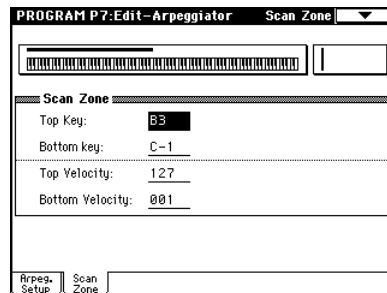 PROGRAM P7:Edit-Arpeggiator Scan Zone
Scan Zone
Top Key: B3
Bottom key: C-1
Top Velocity: 127
Bottom Velocity: 001
Arpeg. Setup
Scan Zone